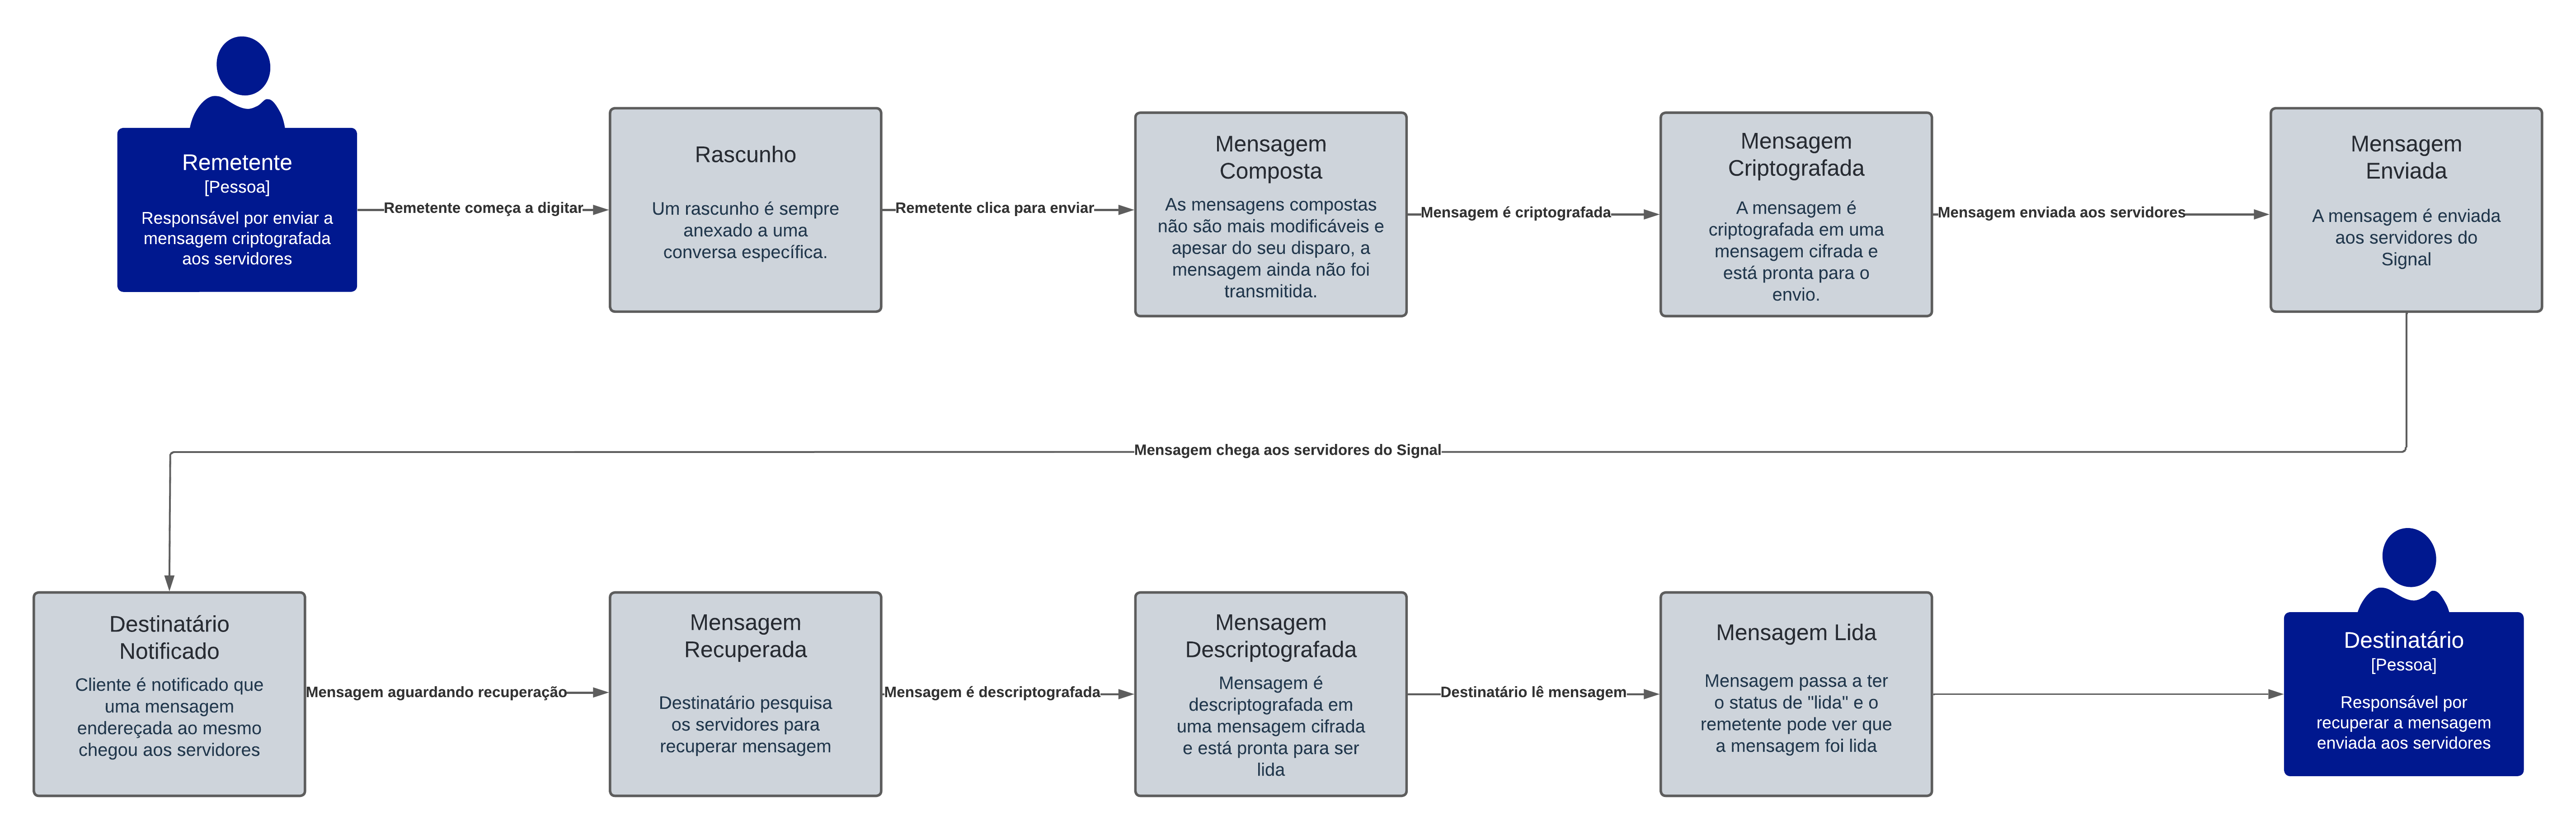 Remetente
[Pessoa]
Responsável por enviar a
mensagem criptografada
aos servidores
Remetente começa a digitar
Rascunho
Um rascunho é sempre
anexado a uma
conversa específica.
Remetente clica para enviar
Mensagem
Composta
As mensagens compostas
não são mais modificáveis e
apesar do seu disparo, a
mensagem ainda não foi
transmitida.
Mensagem é criptografada
Mensagem
Criptografada
A mensagem é
criptografada em uma
mensagem cifrada e
está pronta para o
envio.
Mensagem enviada aos servidores
Mensagem
Enviada
A mensagem é enviada
aos servidores do
Signal
Mensagem chega aos servidores do Signal
Destinatário
Notificado
Cliente é notificado que
uma mensagem
endereçada ao mesmo
chegou aos servidores
Mensagem aguardando recuperação
Mensagem
Recuperada
Destinatário pesquisa
os servidores para
recuperar mensagem
Mensagem é descriptografada
Mensagem
Descriptografada
Mensagem é
descriptografada em
uma mensagem cifrada
e está pronta para ser
lida
Destinatário lê mensagem
Mensagem Lida
Mensagem passa a ter
o status de "lida" e o
remetente pode ver que
a mensagem foi lida
Destinatário
[Pessoa]
Responsável por
recuperar a mensagem
enviada aos servidores